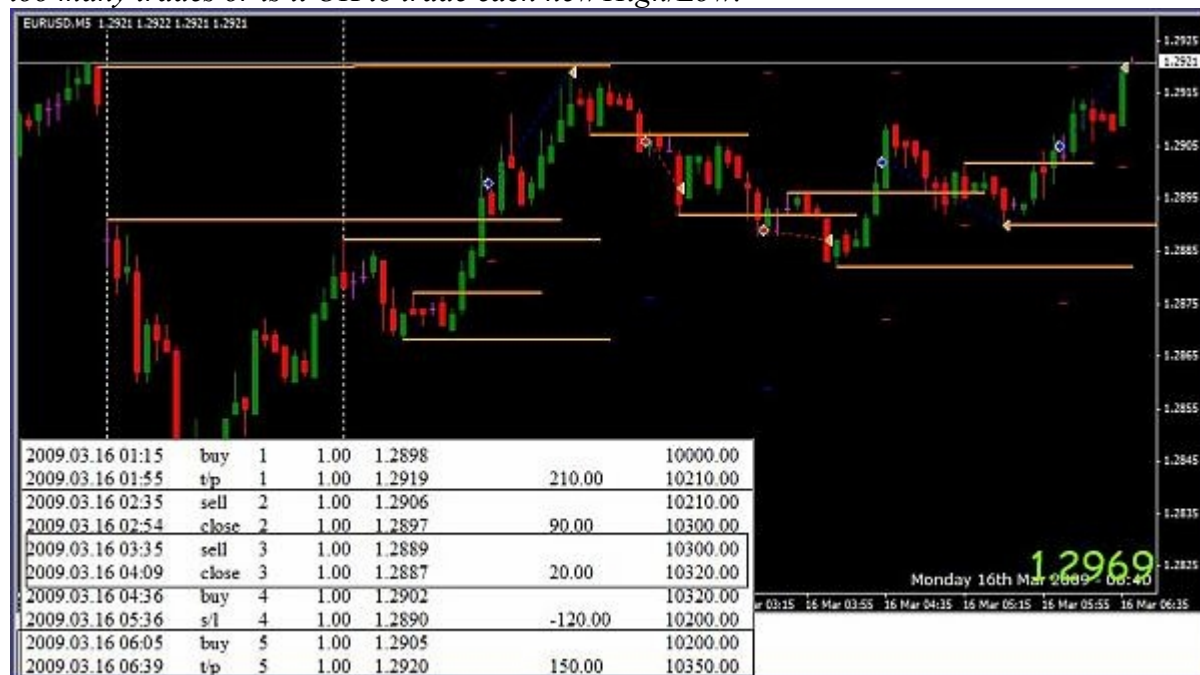 too many trades or is it OK to trade each new High/Low?
EURUSD.M5 1.2921 1.2922 1.2921 1.2921
1.2925
1.2921
1.2915
1.2905
1.2895
1.2885
1.2875
1.2865
1.2855
1.2845
1.2835
1.2825
1.2969
Monday 16th Mar 2009 - 06:40
03:15 16 Mar 03:55 16 Mar 04:35 16 Mar 05:15 16 Mar 05:55 16 Mar 06:35
2009.03.16 01:15 buy 1 1.00 1.2898 10000.00
2009.03.16 01:55 t/p 1 1.00 1.2919 210.00 10210.00
2009.03.16 02:35 sell 2 1.00 1.2906 10210.00
2009.03.16 02:54 close 2 1.00 1.2897 90.00 10300.00
2009.03.16 03:35 sell 3 1.00 1.2889 10300.00
2009.03.16 04:09 close 3 1.00 1.2887 20.00 10320.00
2009.03.16 04:36 buy 4 1.00 1.2902 10320.00
2009.03.16 05:36 s/l 4 1.00 1.2890 -120.00 10200.00
2009.03.16 06:05 buy 5 1.00 1.2905 10200.00
2009.03.16 06:39 t/p 5 1.00 1.2920 150.00 10350.00